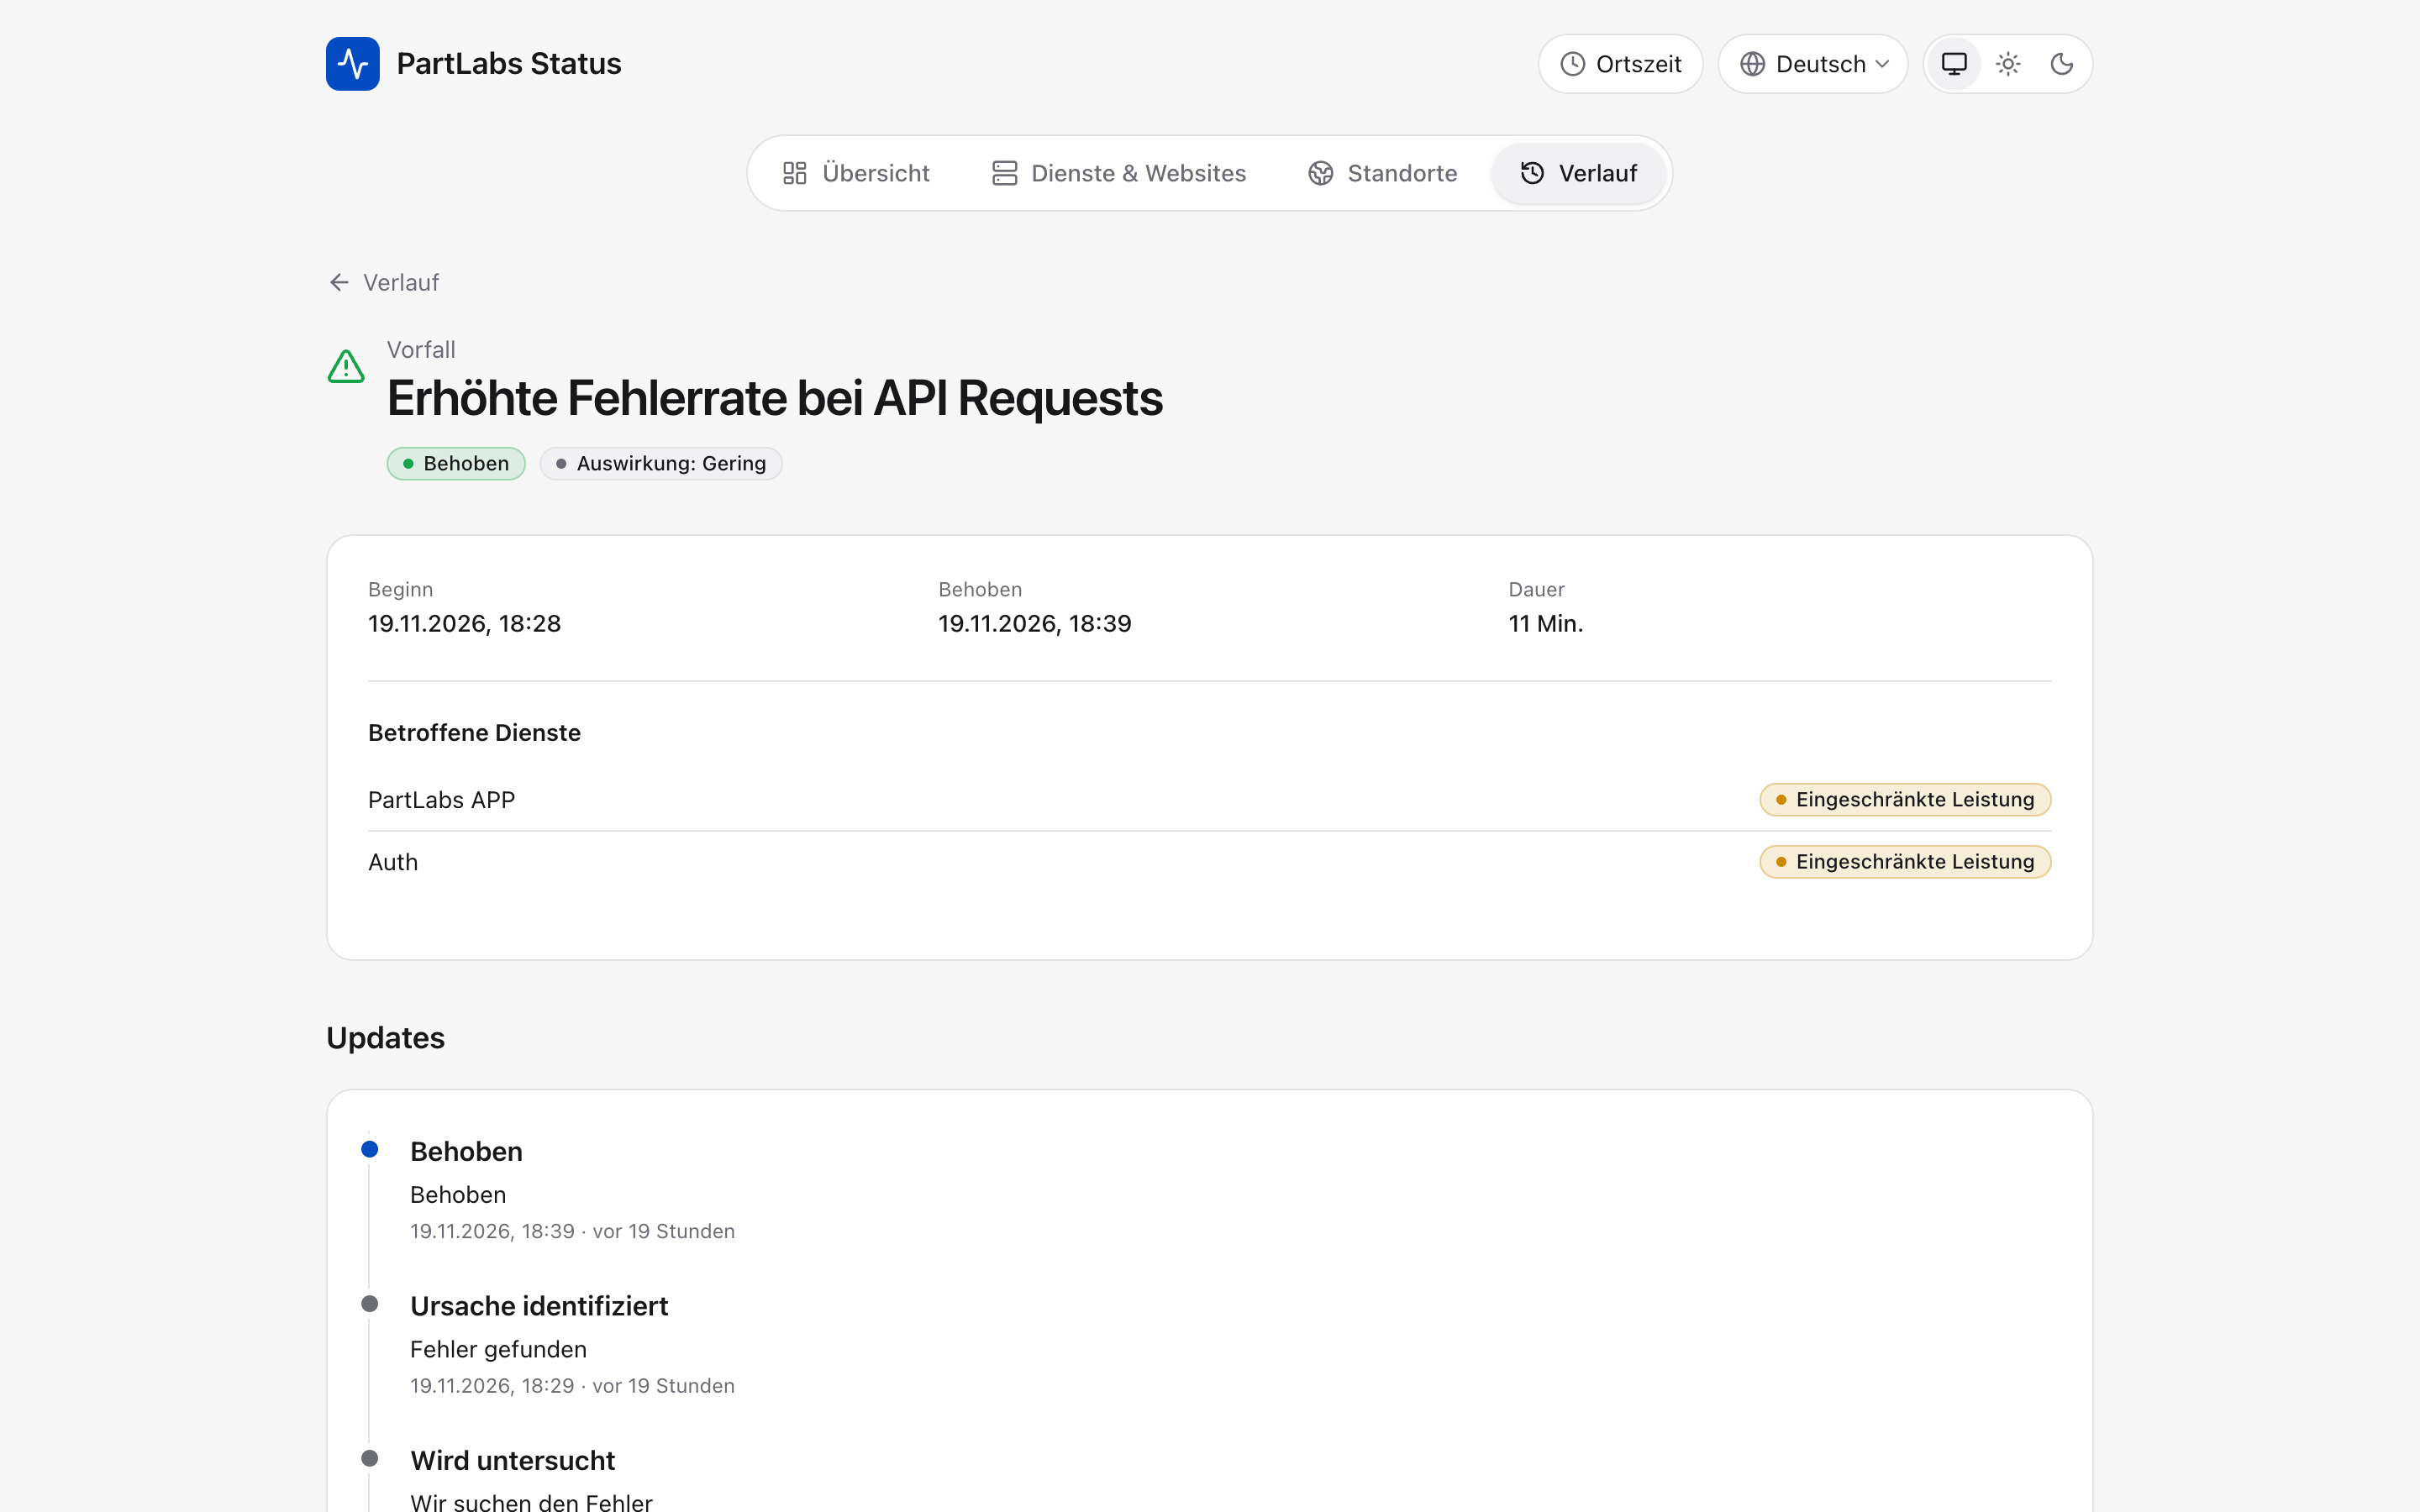 PartLabs Status
Ortszeit
Deutsch
Übersicht
Dienste & Websites
Standorte
Verlauf
Verlauf
Vorfall
Erhöhte Fehlerrate bei API Requests
Behoben
Auswirkung: Gering
Beginn
19.11.2026, 18:28
Behoben
19.11.2026, 18:39
Dauer
11 Min.
Betroffene Dienste
PartLabs APP
Eingeschränkte Leistung
Auth
Eingeschränkte Leistung
Updates
Behoben
Behoben
19.11.2026, 18:39 · vor 19 Stunden
Ursache identifiziert
Fehler gefunden
19.11.2026, 18:29 · vor 19 Stunden
Wird untersucht
Wir suchen den Fehler